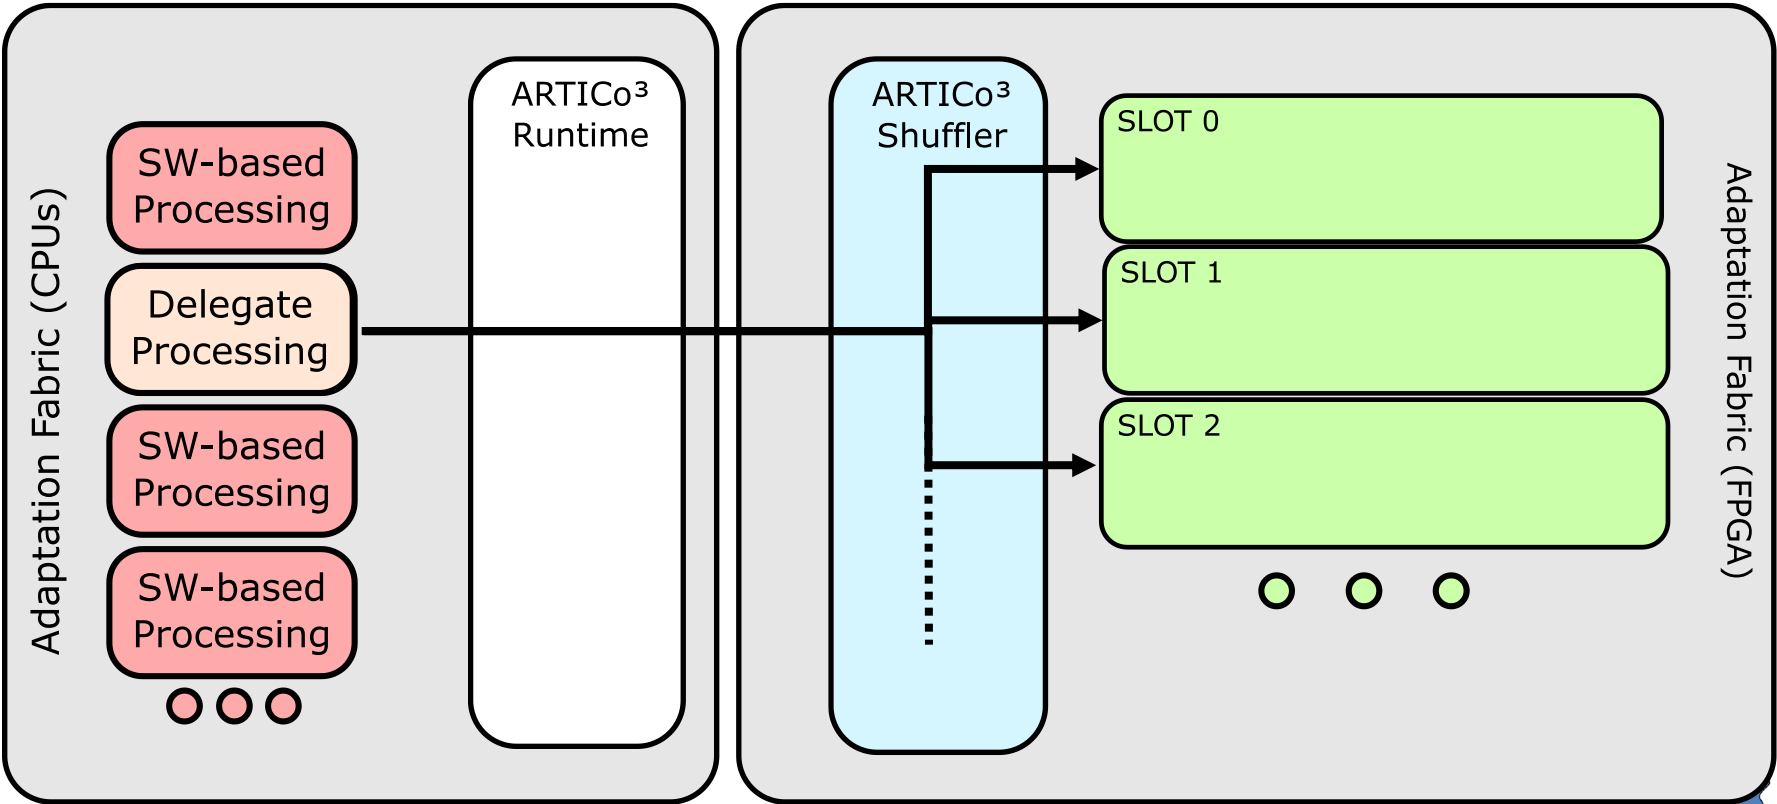 Adaptation Fabric (CPUs)
SW-based
Processing
Delegate
Processing
SW-based
Processing
SW-based
Processing
ARTICo³
Runtime
ARTICo³
Shuffler
SLOT 0
SLOT 1
SLOT 2
Adaptation Fabric (FPGA)